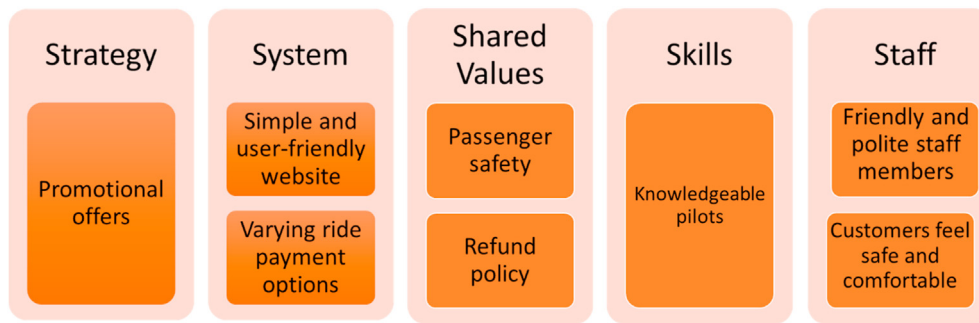 Strategy
Promotional
offers
System
Simple and
user-friendly
website
Varying ride
payment
options
Shared
Values
Passenger
safety
Refund
policy
Skills
Knowledgeable
pilots
Staff
Friendly and
polite staff
members
Customers feel
safe and
comfortable